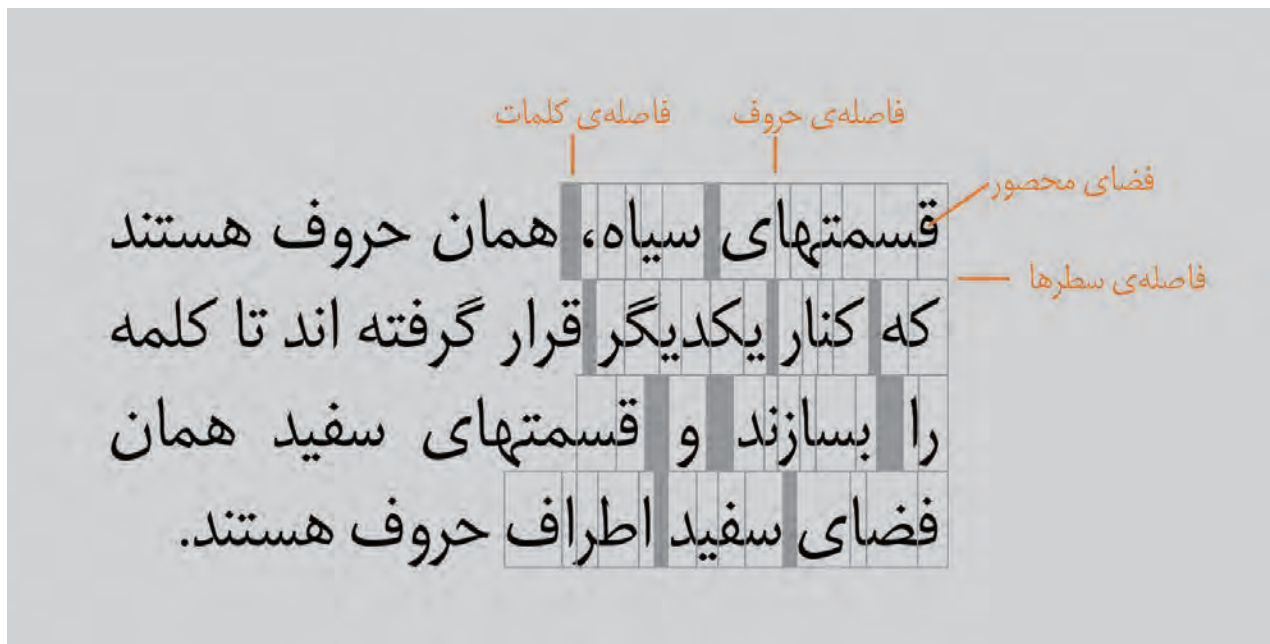 فاصله‌ی حروف
فاصله‌ی کلمات
فضای محصور
قسمتهای سیاه، همان حروف هستند
فاصله‌ی سطرها
که کنار یکدیگر قرار گرفته اند تا کلمه
را بسازند و قسمتهای سفید همان
فضای سفید اطراف حروف هستند.